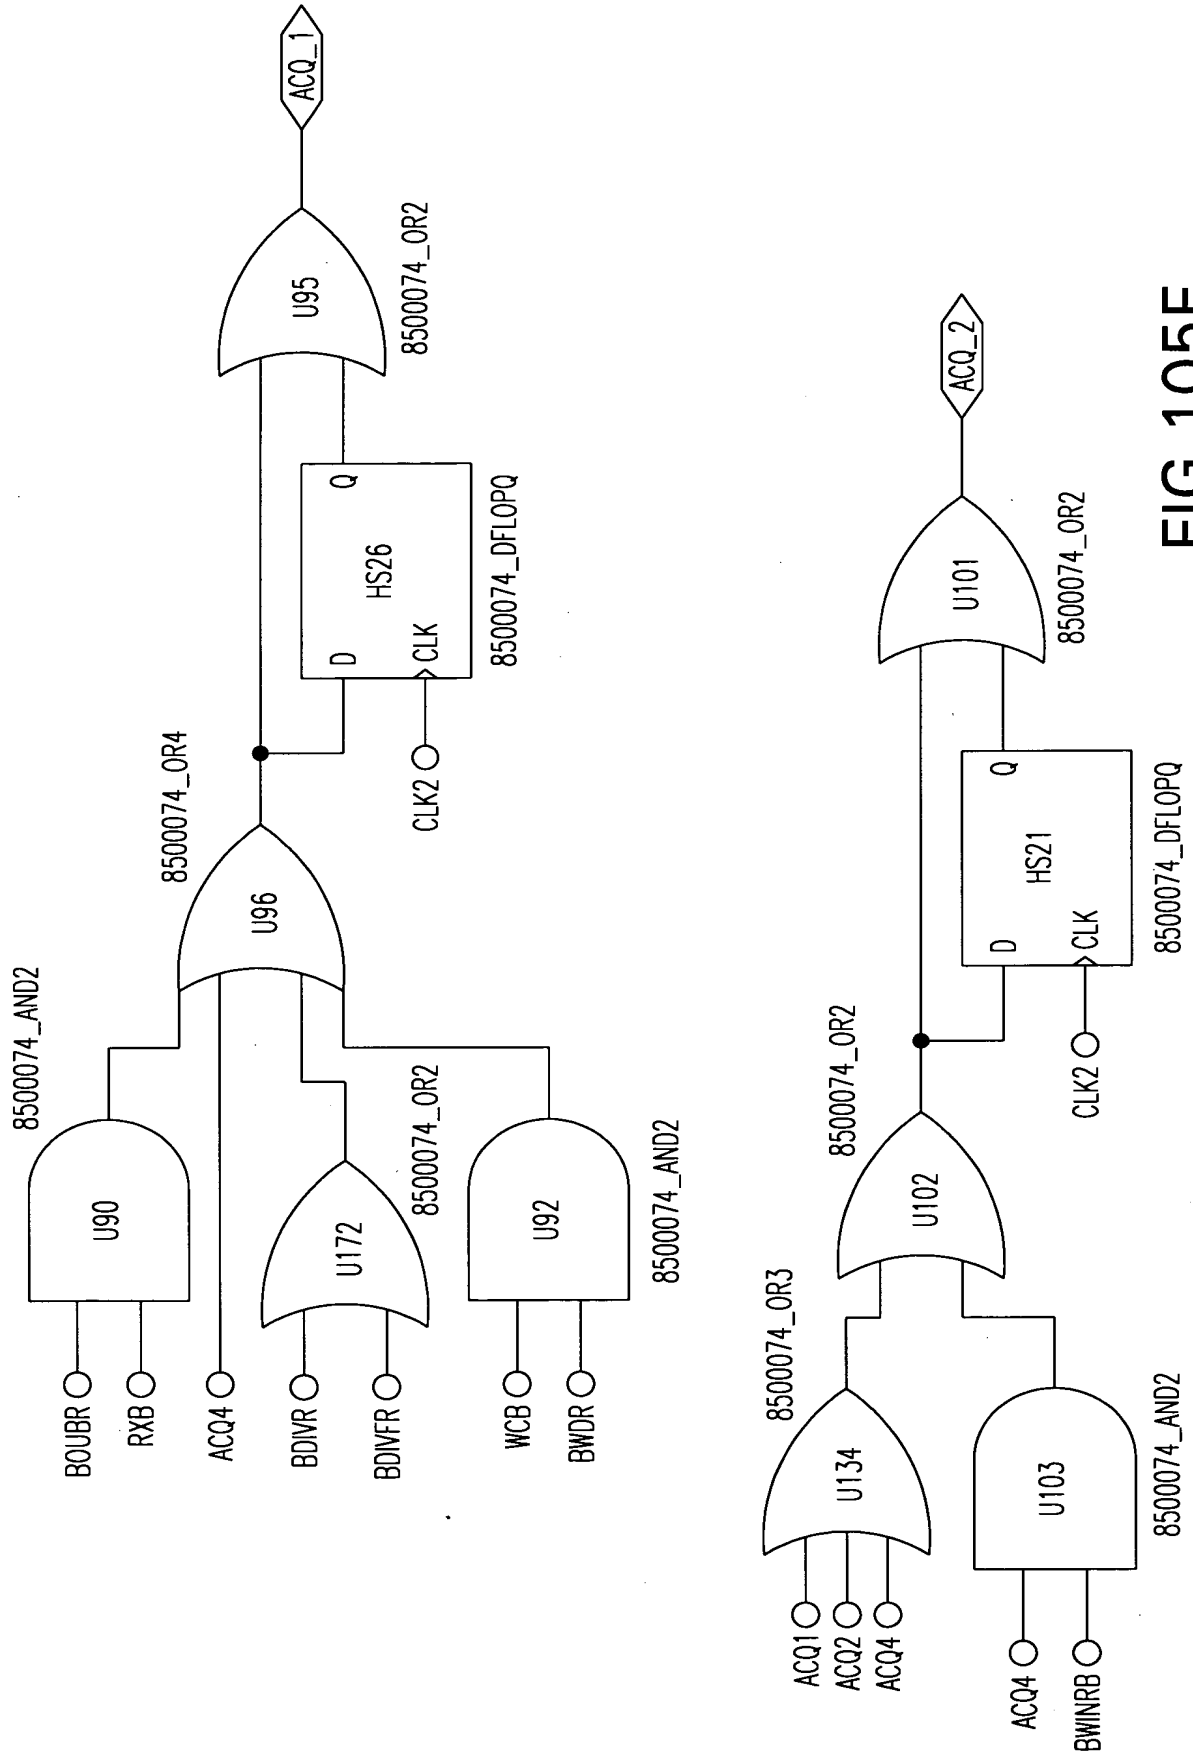 BOUBR
RXB
ACQ4
BDIVR
BDIVFR
WCB
BWDR
U90
8500074_AND2
U172
8500074_OR2
U92
8500074_AND2
U96
8500074_OR4
CLK2
D
CLK
Q
HS26
8500074_DFLOPQ
U95
8500074_OR2
ACQ_1
ACQ1
ACQ2
ACQ4
ACQ4
BWINRB
U134
8500074_OR3
U103
8500074_AND2
U102
8500074_OR2
CLK2
D
CLK
Q
HS21
8500074_DFLOPQ
U101
8500074_OR2
ACQ_2